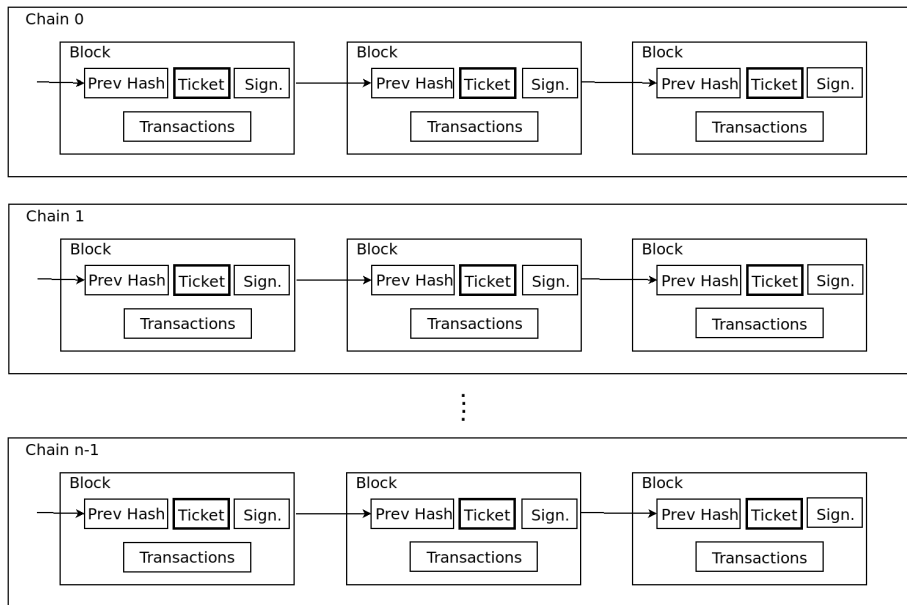 Chain 0
Block Block Block
Prev Hash Ticket Sign. Prev Hash Ticket Sign. Prev Hash Ticket Sign.
Transactions Transactions Transactions
Chain 1
Block Block Block
Prev Hash Ticket Sign. Prev Hash Ticket Sign. Prev Hash Ticket Sign.
Transactions Transactions Transactions
Chain n-1
Block Block Block
Prev Hash Ticket Sign. Prev Hash Ticket Sign. Prev Hash Ticket Sign.
Transactions Transactions Transactions